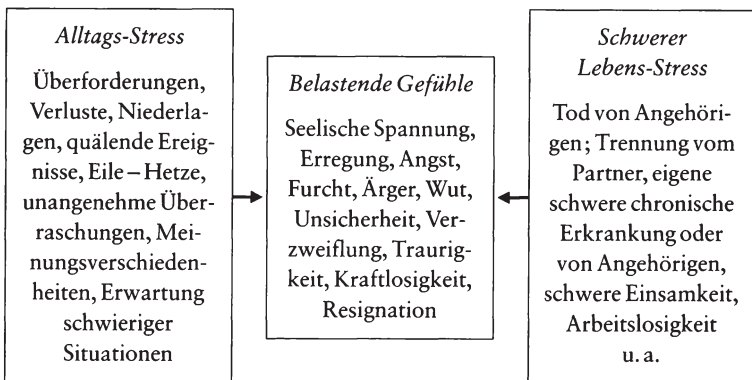 Alltags-Stress
Überforderungen,
Verluste, Niederla-
gen, quälende Ereig-
nisse, Eile – Hetze,
unangenehme Über-
raschungen, Mei-
nungsverschieden-
heiten, Erwartung
schwieriger
Situationen
Belastende Gefühle
Seelische Spannung,
Erregung, Angst,
Furcht, Ärger, Wut,
Unsicherheit, Ver-
zweiflung, Traurig-
keit, Kraftlosigkeit,
Resignation
Schwerer
Lebens-Stress
Tod von Angehöri-
gen; Trennung vom
Partner, eigene
schwere chronische
Erkrankung oder
von Angehörigen,
schwere Einsamkeit,
Arbeitslosigkeit
u. a.